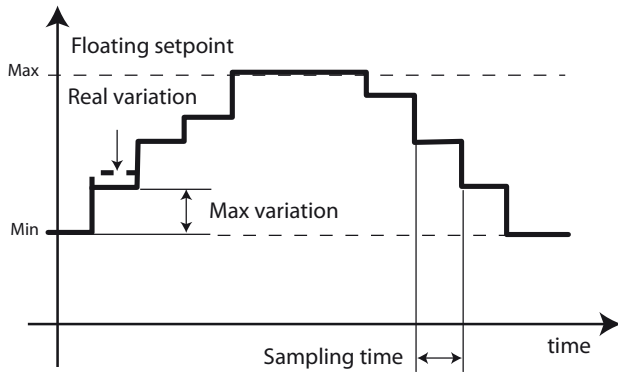 Floating setpoint
Max
Real variation
Max variation
Min
time
Sampling time